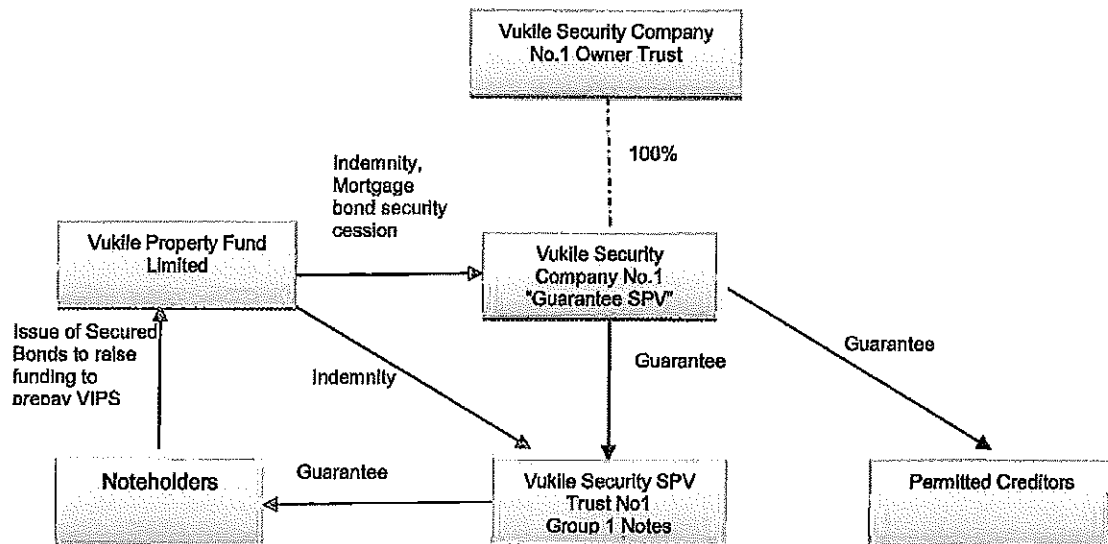 Vukile Security Company
No.1 Owner Trust
100%
Indemnity,
Mortgage
bond security
cession
Vukile Property Fund
Limited
Vukile Security
Company No.1
"Guarantee SPV"
Issue of Secured
Bonds to raise
funding to
prepay VIPS
Indemnity
Guarantee
Guarantee
Noteholders
Guarantee
Vukile Security SPV
Trust No1
Group 1 Notes
Permitted Creditors